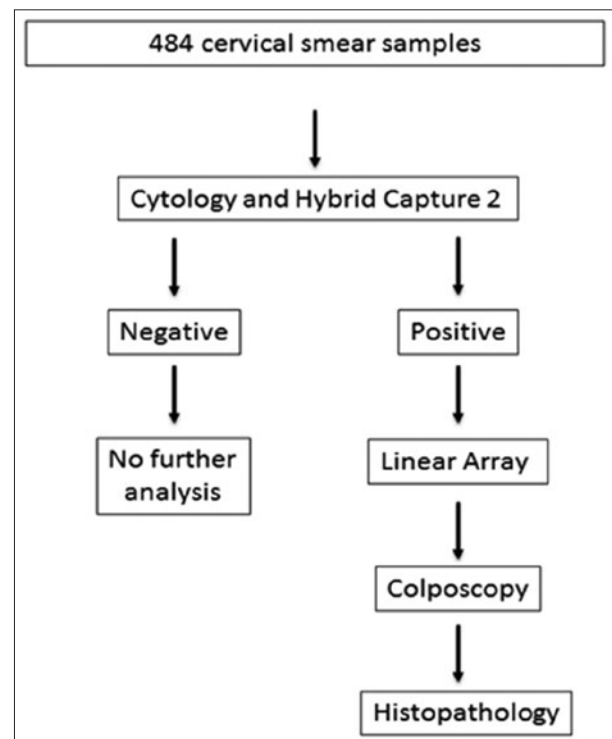 484 cervical smear samples
Cytology and Hybrid Capture 2
Negative
Positive
No further
analysis
Linear Array
Colposcopy
Histopathology